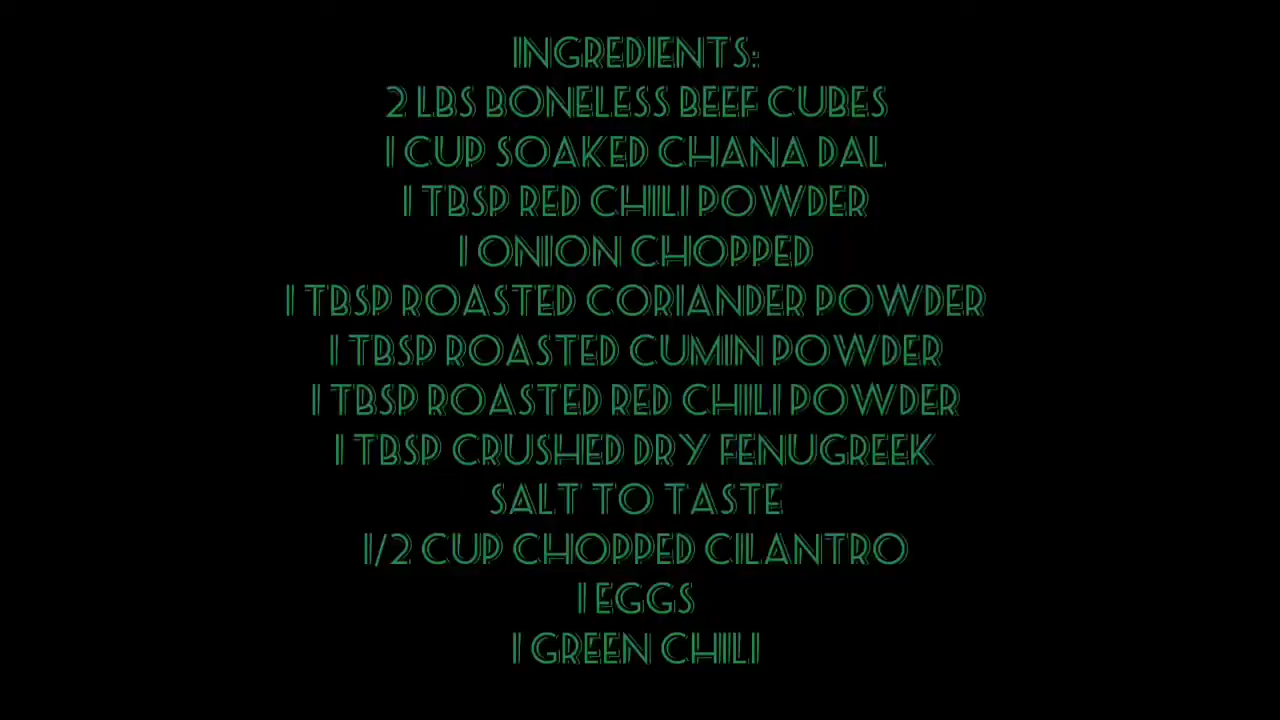 INGREDIENTS:
2 LBS BONELESS BEEF CUBES
1 CUP SOAKED CHANA DAL
1 TBSP RED CHILI POWDER
1 ONION CHOPPED
1 TBSP ROASTED CORIANDER POWDER
1 TBSP ROASTED CUMIN POWDER
1 TBSP ROASTED RED CHILI POWDER
1 TBSP CRUSHED DRY FENUGREEK
SALT TO TASTE
1/2 CUP CHOPPED CILANTRO
1 EGGS
1 GREEN CHILI